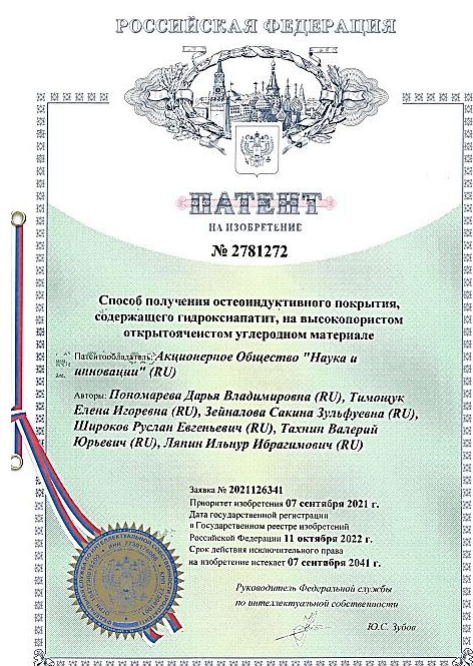 РОССИЙСКАЯ ФЕДЕРАЦИЯ
ПАТЕНТ
НА ИЗОБРЕТЕНИЕ
№ 2781272
Способ получения остеоиндуктивного покрытия,
содержащего гидроксиапатит, на высокопористом
открытоячеистом углеродном материале
Патентообладатель: Акционерное Общество "Наука и
инновации" (RU)
Авторы: Пономарева Дарья Владимировна (RU), Тимощук
Елена Игоревна (RU), Зейналова Сакина Зульфуевна (RU),
Широков Руслан Евгеньевич (RU), Тахнин Валерий
Юрьевич (RU), Ляпин Ильнур Ибрагимович (RU)
Заявка № 2021126341
Приоритет изобретения 07 сентября 2021 г.
Дата государственной регистрации
в Государственном реестре изобретений
Российской Федерации 11 октября 2022 г.
Срок действия исключительного права
на изобретение истекает 07 сентября 2041 г.
Руководитель Федеральной службы
по интеллектуальной собственности
Ю.С. Зубов